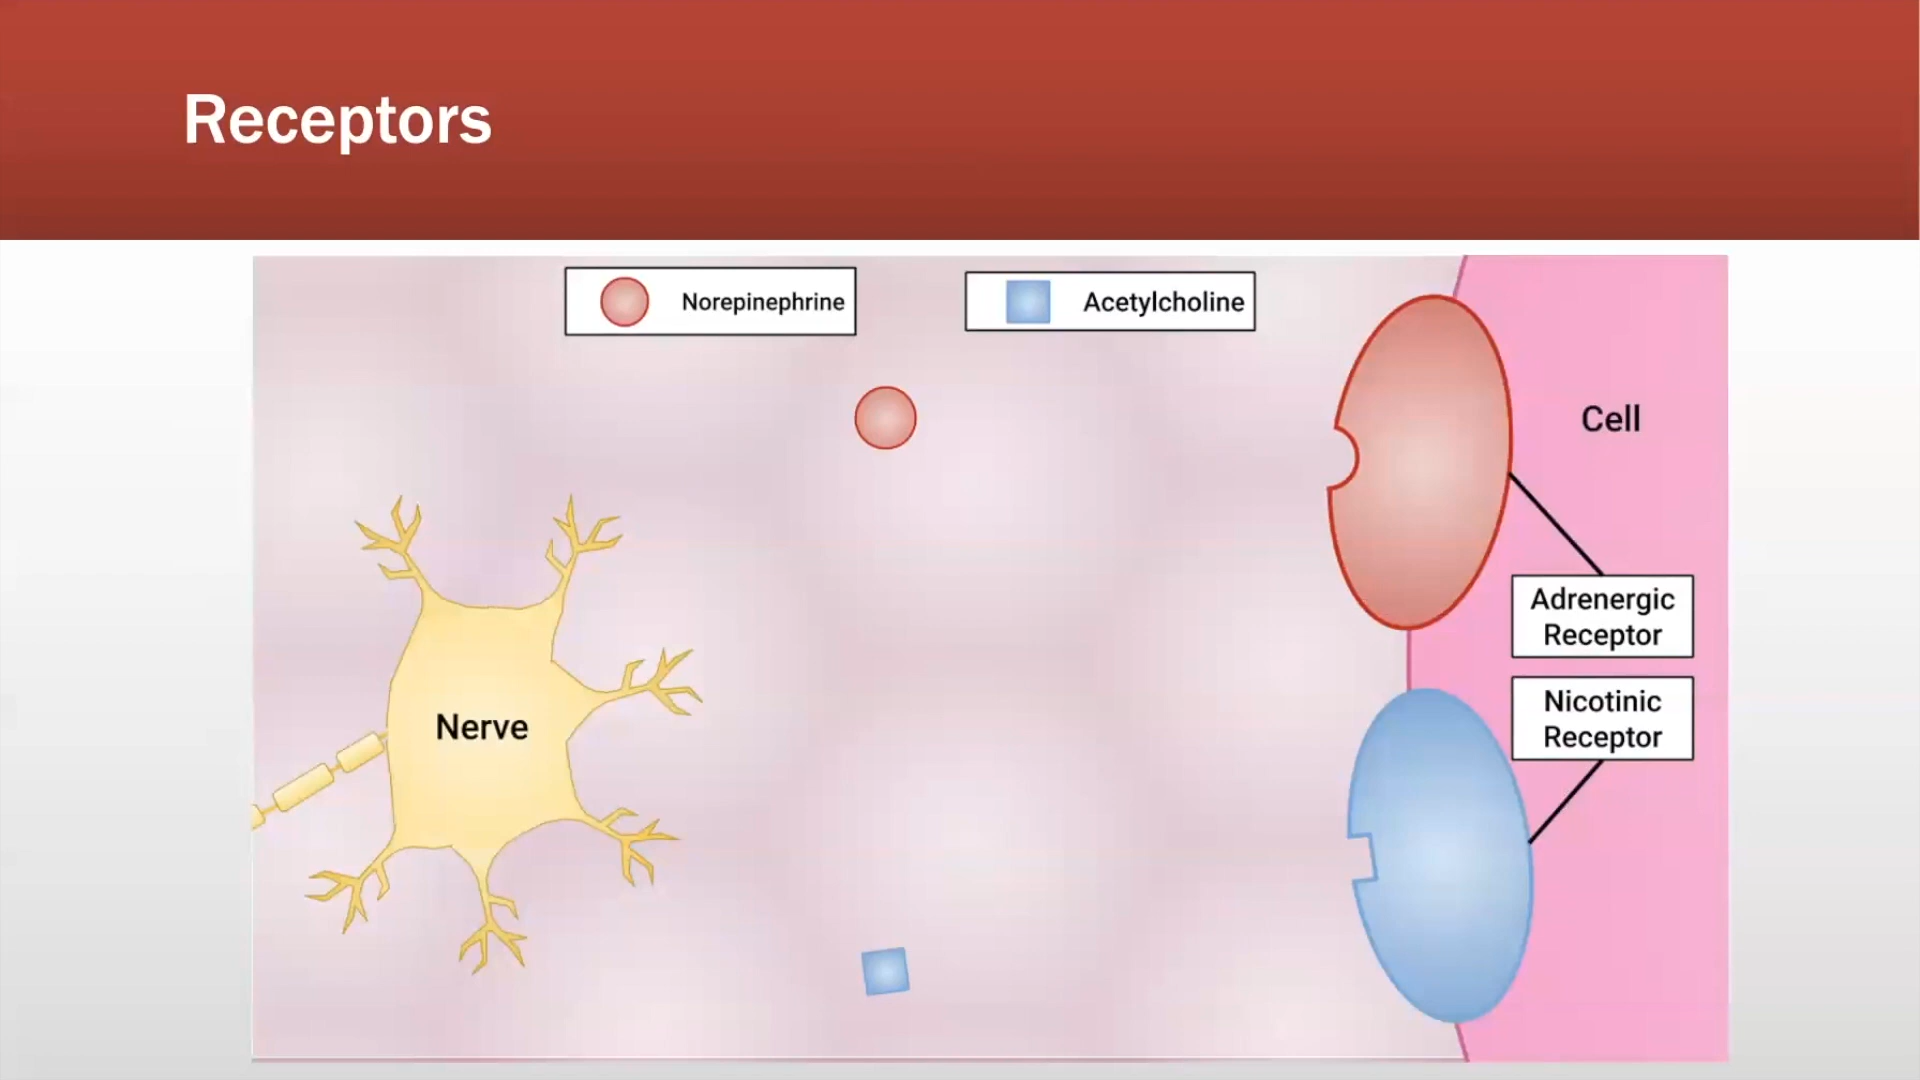 Receptors
Norepinephrine
Acetylcholine
Cell
Adrenergic
Receptor
Nicotinic
Receptor
Nerve